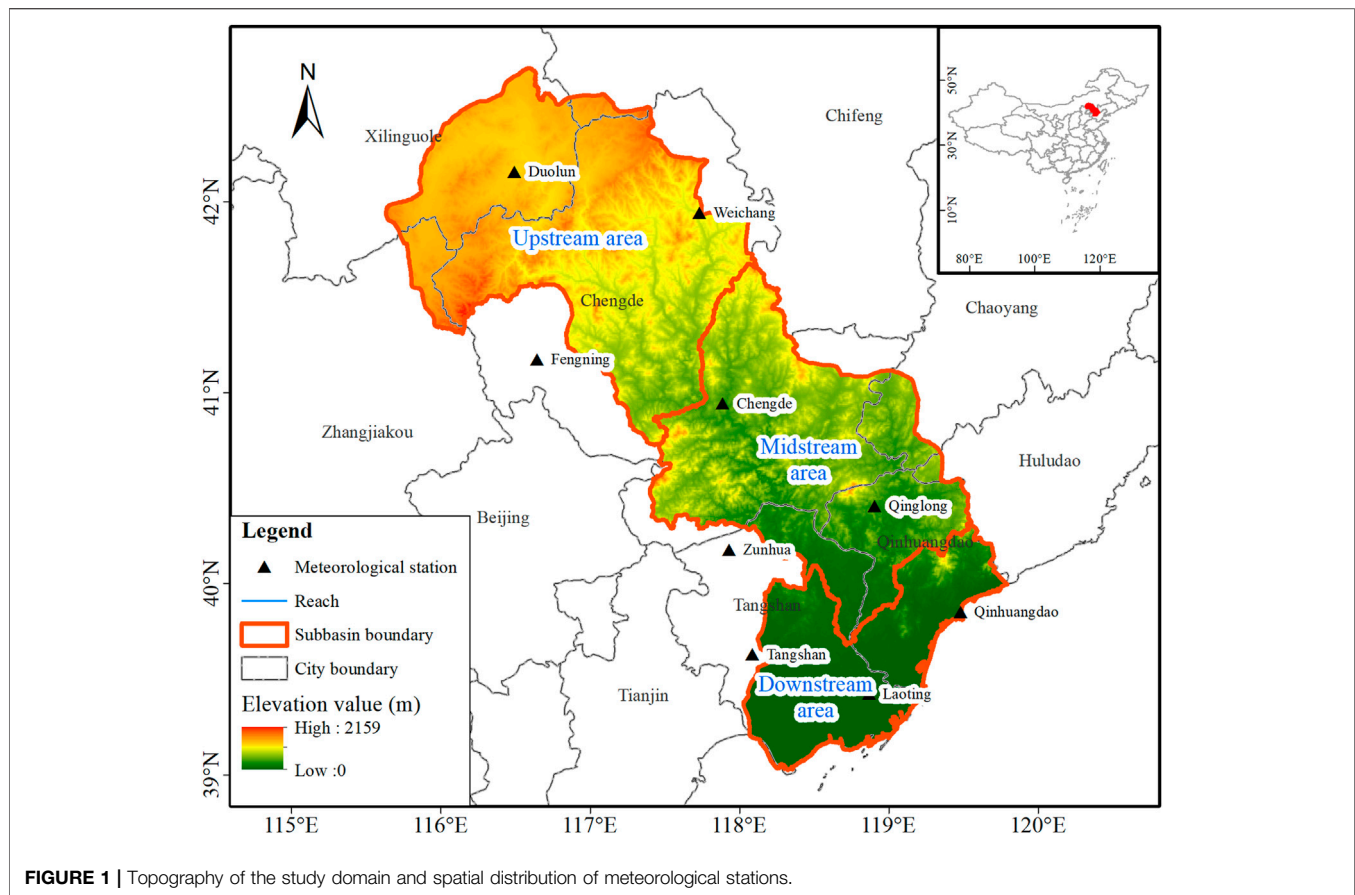 N
Xilinguole
Chifeng
Duolun
Weichang
Upstream area
Chengde
Chaoyang
Fengning
Chengde
Zhangjiakou
Midstream
area
Huludao
Beijing
Qinglong
Qinhuangdao
Zunhua
Tangshan
Qinhuangdao
Tangshan
Tianjin
Downstream
area
Laoting
50°N
30°N
10°N
80°E 100°E 120°E
Legend
Meteorological station
Reach
Subbasin boundary
City boundary
Elevation value (m)
High : 2159
Low :0
42°N
41°N
40°N
39°N
115°E 116°E 117°E 118°E 119°E 120°E
FIGURE 1 | Topography of the study domain and spatial distribution of meteorological stations.